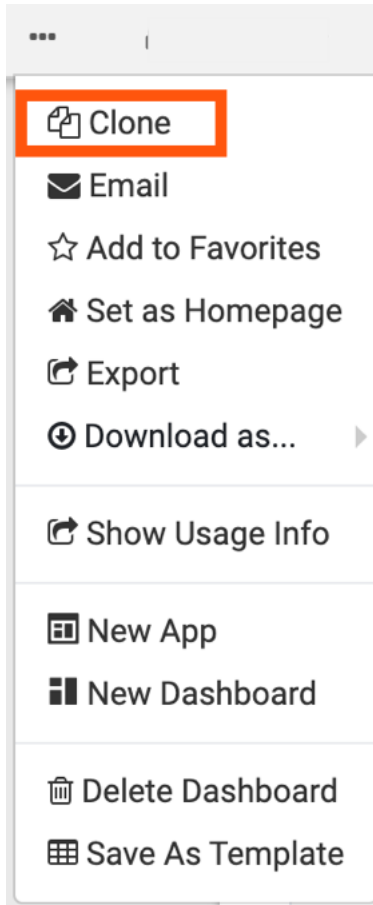 Clone
Email
Add to Favorites
Set as Homepage
Export
Download as...
Show Usage Info
New App
New Dashboard
Delete Dashboard
Save As Template